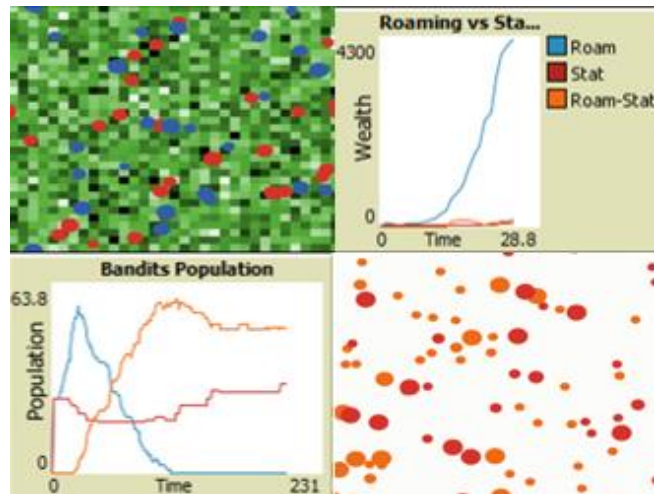 Roaming vs Sta...
4300
Wealth
0
0 Time 28.8
Roam
Stat
Roam-Stat
Bandits Population
63.8
Population
0
0 Time 231